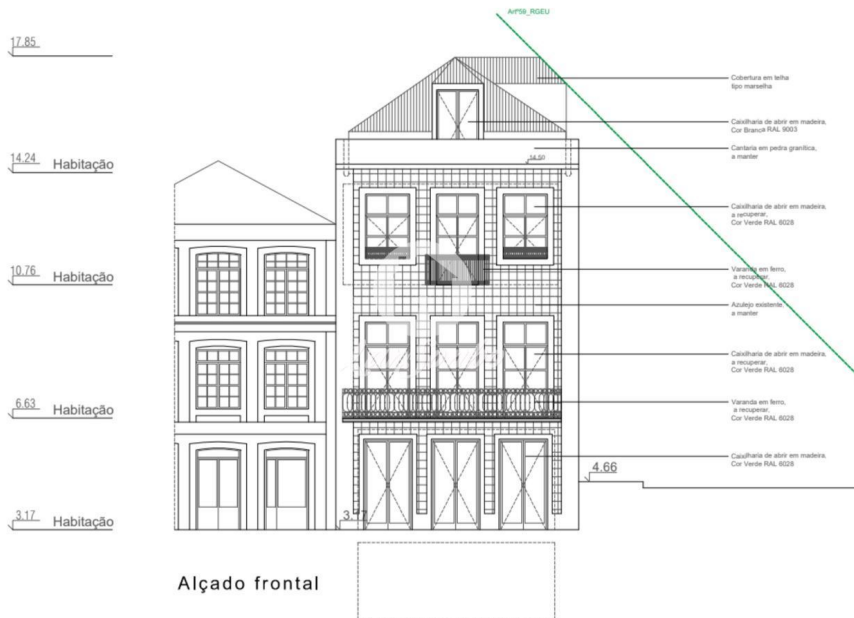 Artº59_RGEU
17.85
Cobertura em telha
tipo marselha
Caixilharia de abrir em madeira,
Cor Branca RAL 9003
14.24 Habitação
Cantaria em pedra granítica,
a manter
14.50
Caixilharia de abrir em madeira,
a recuperar,
Cor Verde RAL 6028
10.76 Habitação
Varanda em ferro,
a recuperar,
Cor Verde RAL 6028
Azulejo existente,
a manter
Caixilharia de abrir em madeira,
a recuperar,
Cor Verde RAL 6028
6.63 Habitação
Varanda em ferro,
a recuperar,
Cor Verde RAL 6028
Caixilharia de abrir em madeira,
Cor Verde RAL 6028
4.66
3.17 Habitação
3.17
Alçado frontal